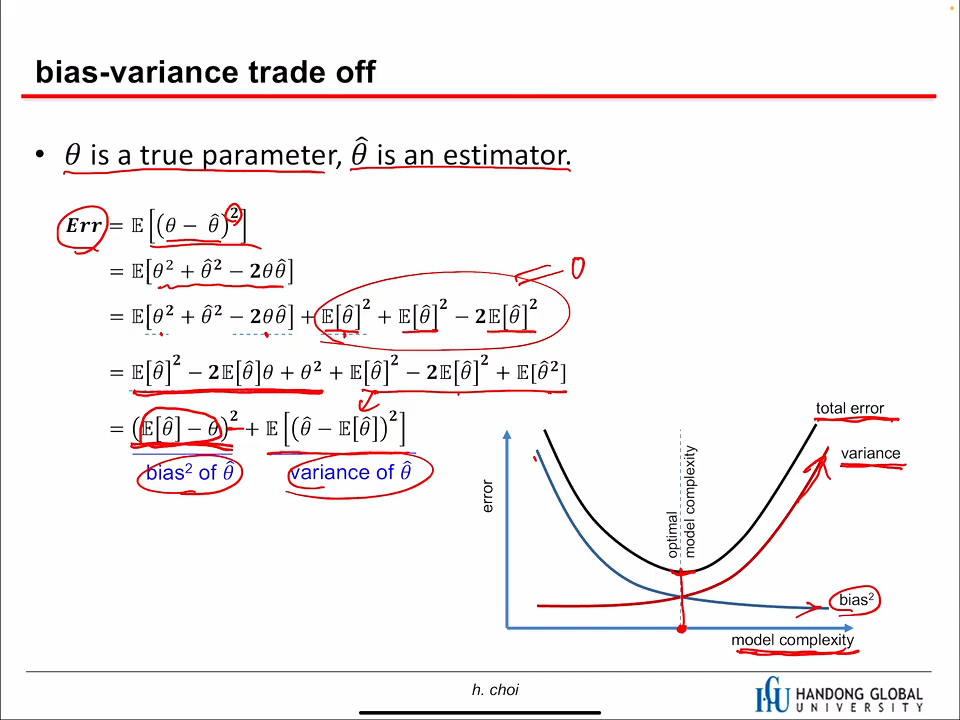 bias-variance trade off
• θ is a true parameter, θ̂ is an estimator.
Err = 𝔼[(θ − θ̂)²]
= 𝔼[θ² + θ̂² − 2θθ̂]
0
= 𝔼[θ² + θ̂² − 2θθ̂] + 𝔼[θ̂]² + 𝔼[θ̂]² − 2𝔼[θ̂]²
= 𝔼[θ̂]² − 2𝔼[θ̂]θ + θ² + 𝔼[θ̂]² − 2𝔼[θ̂]² + 𝔼[θ̂²]
= (𝔼[θ̂] − θ)² + 𝔼[(θ̂ − 𝔼[θ̂])²]
bias² of θ̂ variance of θ̂
total error
variance
error
optimal
model complexity
bias²
model complexity
h. choi
HGU HANDONG GLOBAL
UNIVERSITY